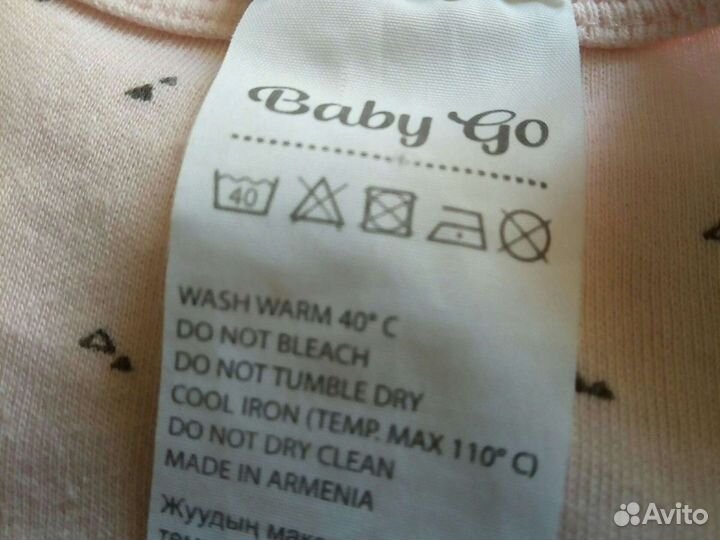 Baby Go
40
WASH WARM 40° C
DO NOT BLEACH
DO NOT TUMBLE DRY
COOL IRON (TEMP. MAX 110° C)
DO NOT DRY CLEAN
MADE IN ARMENIA
Жуудың
Avito